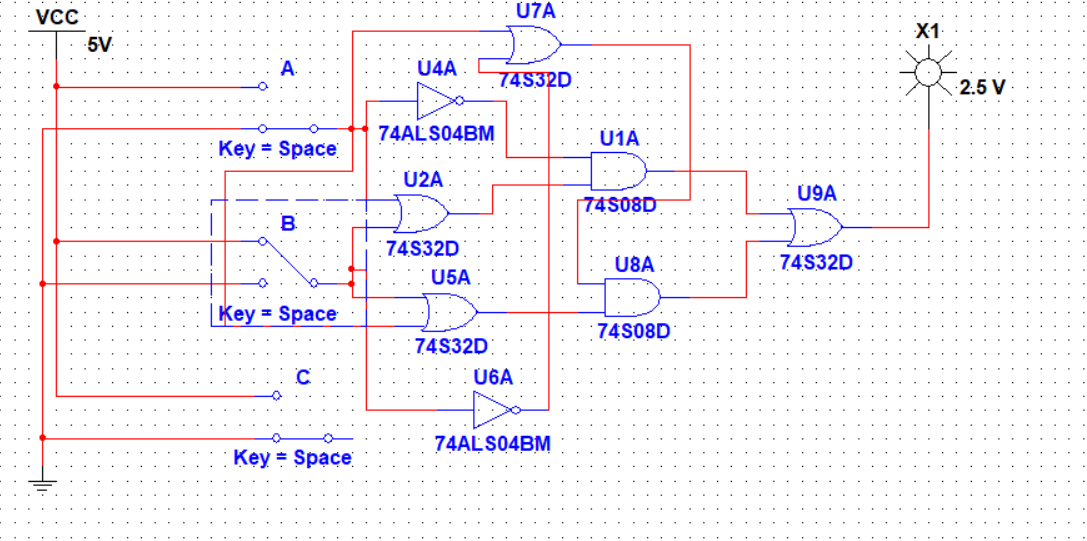 VCC
5V
A
Key = Space
U4A
74ALS04BM
U7A
74S32D
U2A
74S32D
B
Key = Space
U5A
74S32D
U1A
74S08D
U8A
74S08D
U9A
74S32D
X1
2.5 V
C
Key = Space
U6A
74ALS04BM